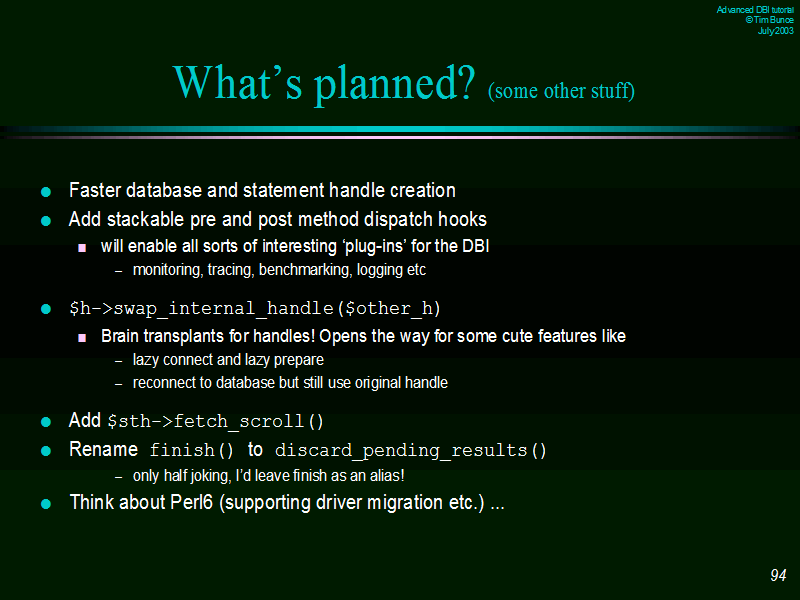 Advanced DBI tutorial
© Tim Bunce
July 2003
What’s planned? (some other stuff)
Faster database and statement handle creation
Add stackable pre and post method dispatch hooks
will enable all sorts of interesting ‘plug-ins’ for the DBI
– monitoring, tracing, benchmarking, logging etc
$h->swap_internal_handle($other_h)
Brain transplants for handles! Opens the way for some cute features like
– lazy connect and lazy prepare
– reconnect to database but still use original handle
Add $sth->fetch_scroll()
Rename finish() to discard_pending_results()
– only half joking, I’d leave finish as an alias!
Think about Perl6 (supporting driver migration etc.) ...
94